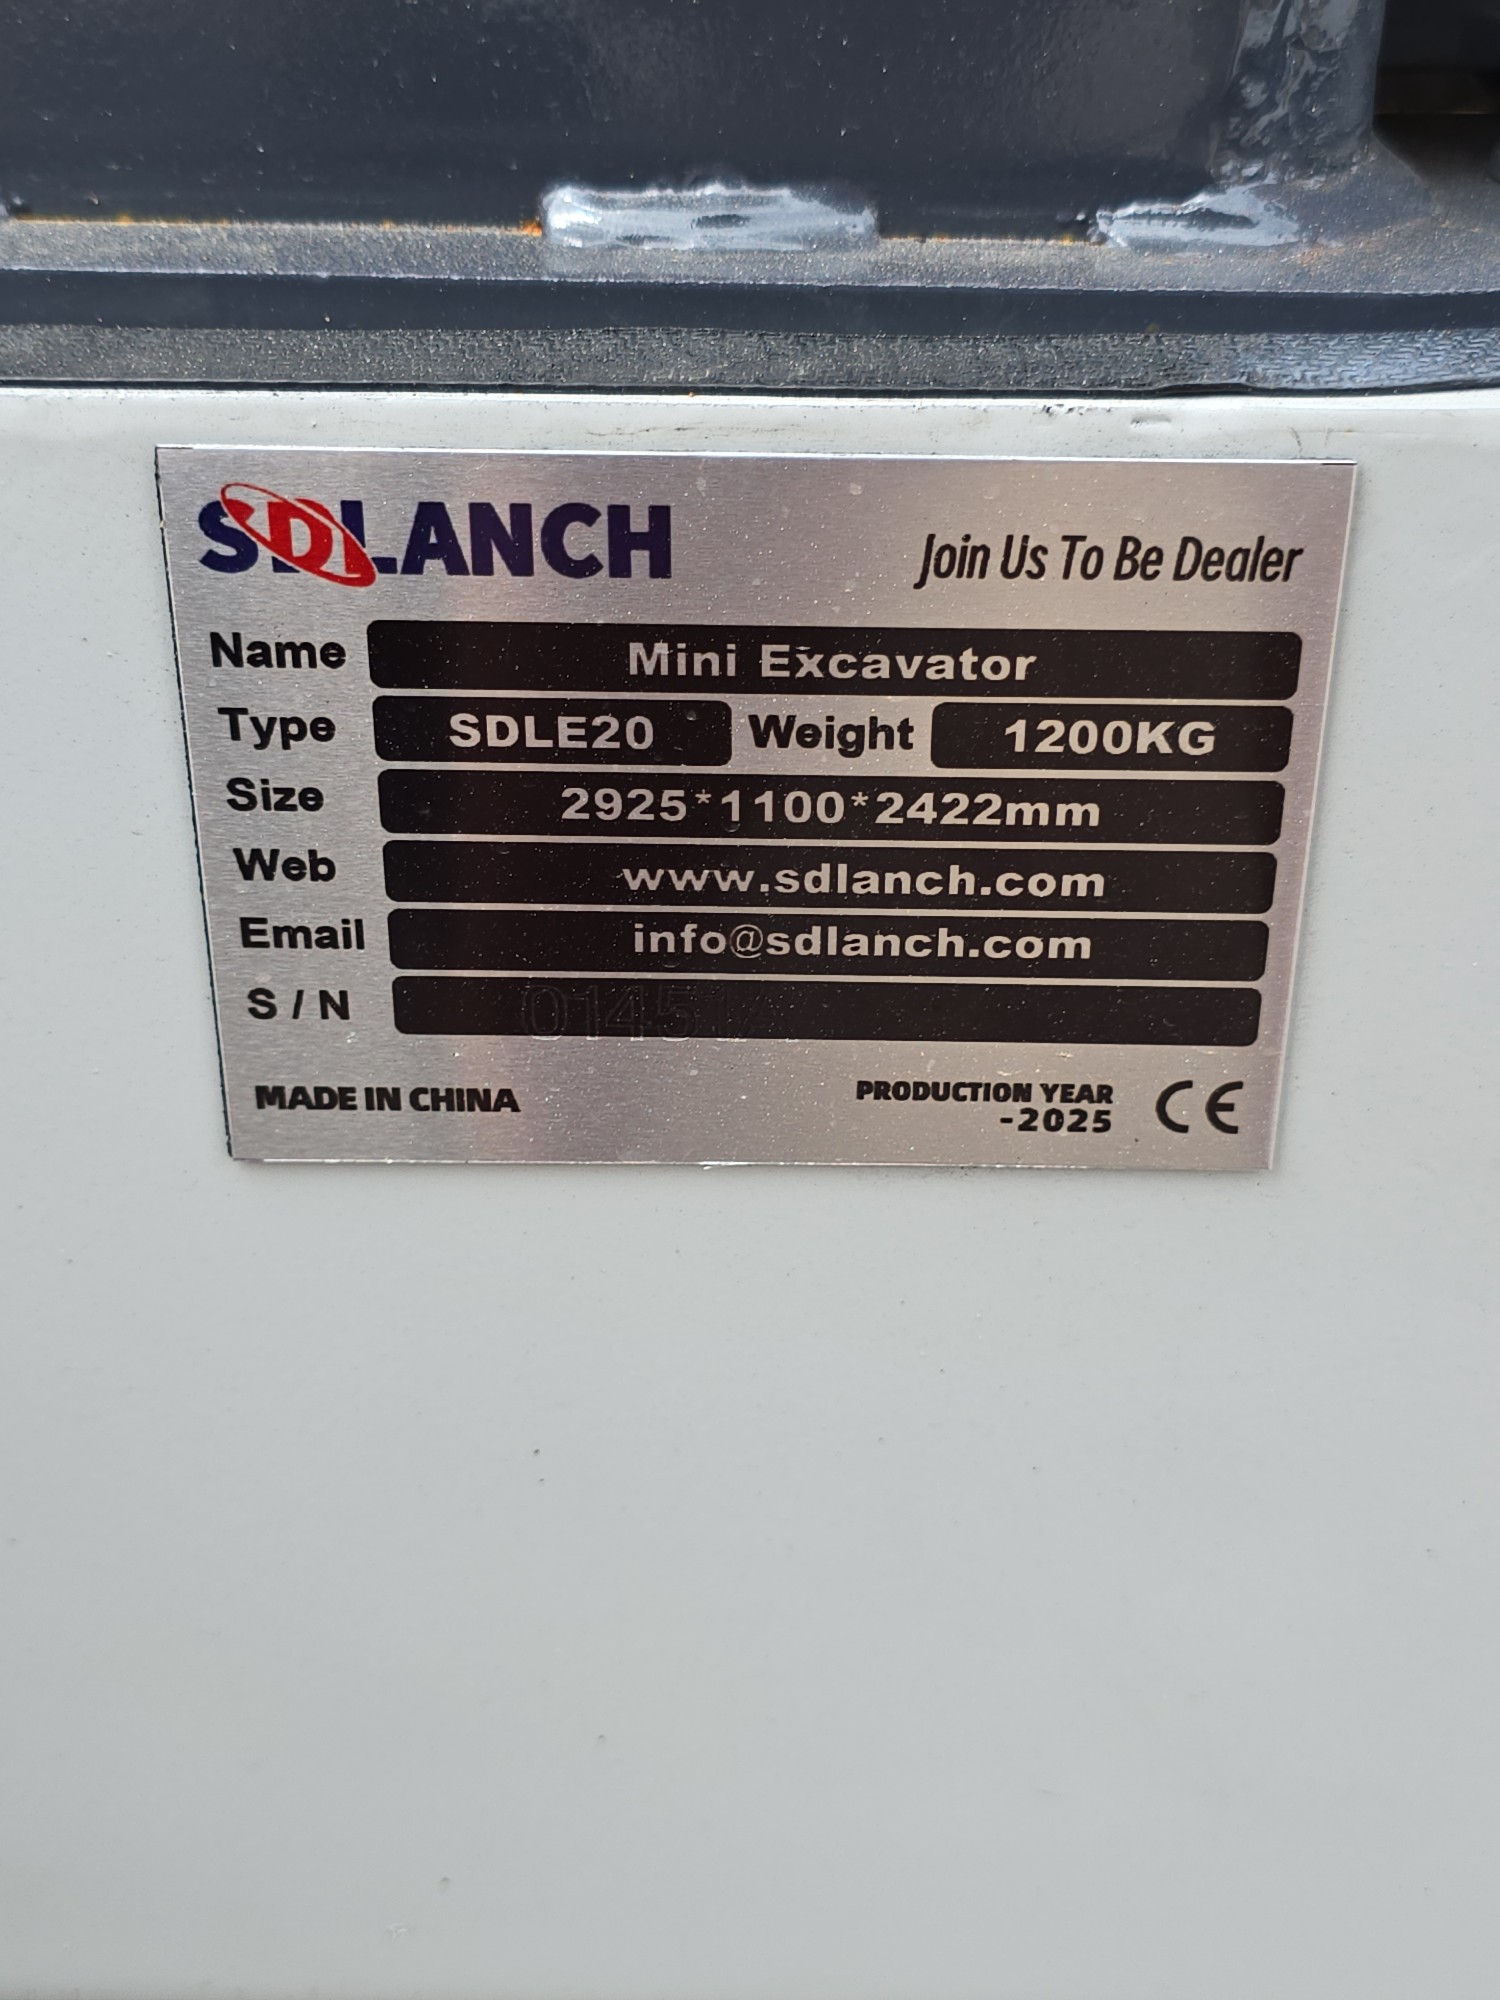 SDLANCH
Join Us To Be Dealer
Name Mini Excavator
Type SDLE20 Weight 1200KG
Size 2925*1100*2422mm
Web www.sdlanch.com
Email info@sdlanch.com
S / N
MADE IN CHINA
PRODUCTION YEAR
-2025
CE